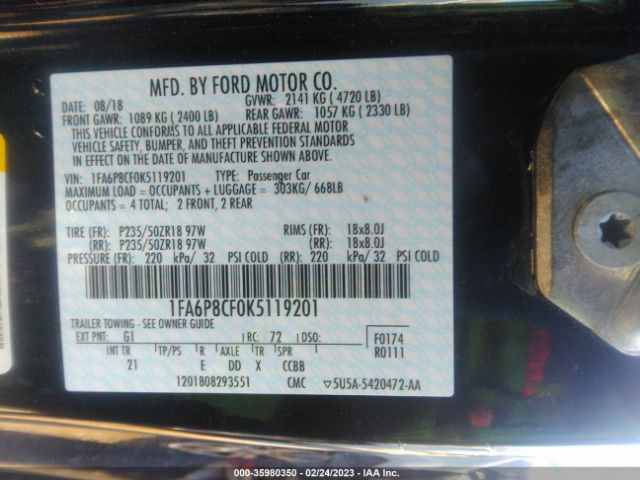 MFD. BY FORD MOTOR CO.
DATE: 08/18 GVWR: 2141 KG ( 4720 LB)
FRONT GAWR: 1089 KG ( 2400 LB) REAR GAWR: 1057 KG ( 2330 LB)
THIS VEHICLE CONFORMS TO ALL APPLICABLE FEDERAL MOTOR
VEHICLE SAFETY, BUMPER, AND THEFT PREVENTION STANDARDS
IN EFFECT ON THE DATE OF MANUFACTURE SHOWN ABOVE.
VIN: 1FA6P8CF0K5119201 TYPE: Passenger Car
MAXIMUM LOAD = OCCUPANTS + LUGGAGE = 303KG/ 668LB
OCCUPANTS = 4 TOTAL; 2 FRONT, 2 REAR
TIRE (FR): P235/50ZR18 97W RIMS (FR): 18x8.0J
(RR): P235/50ZR18 97W (RR): 18x8.0J
PRESSURE (FR): 220 kPa/ 32 PSI COLD (RR): 220 kPa/ 32 PSI COLD
1FA6P8CF0K5119201
TRAILER TOWING - SEE OWNER GUIDE
EXT PNT: G1 RC: 72 DSO: F0174
INT TR TP/PS R AXLE TR SPR R0111
21 E DD X CCBB
1201808293551 CMC ▽5U5A-5420472-AA
000-35980350 / 02/24/2023 - IAA Inc.